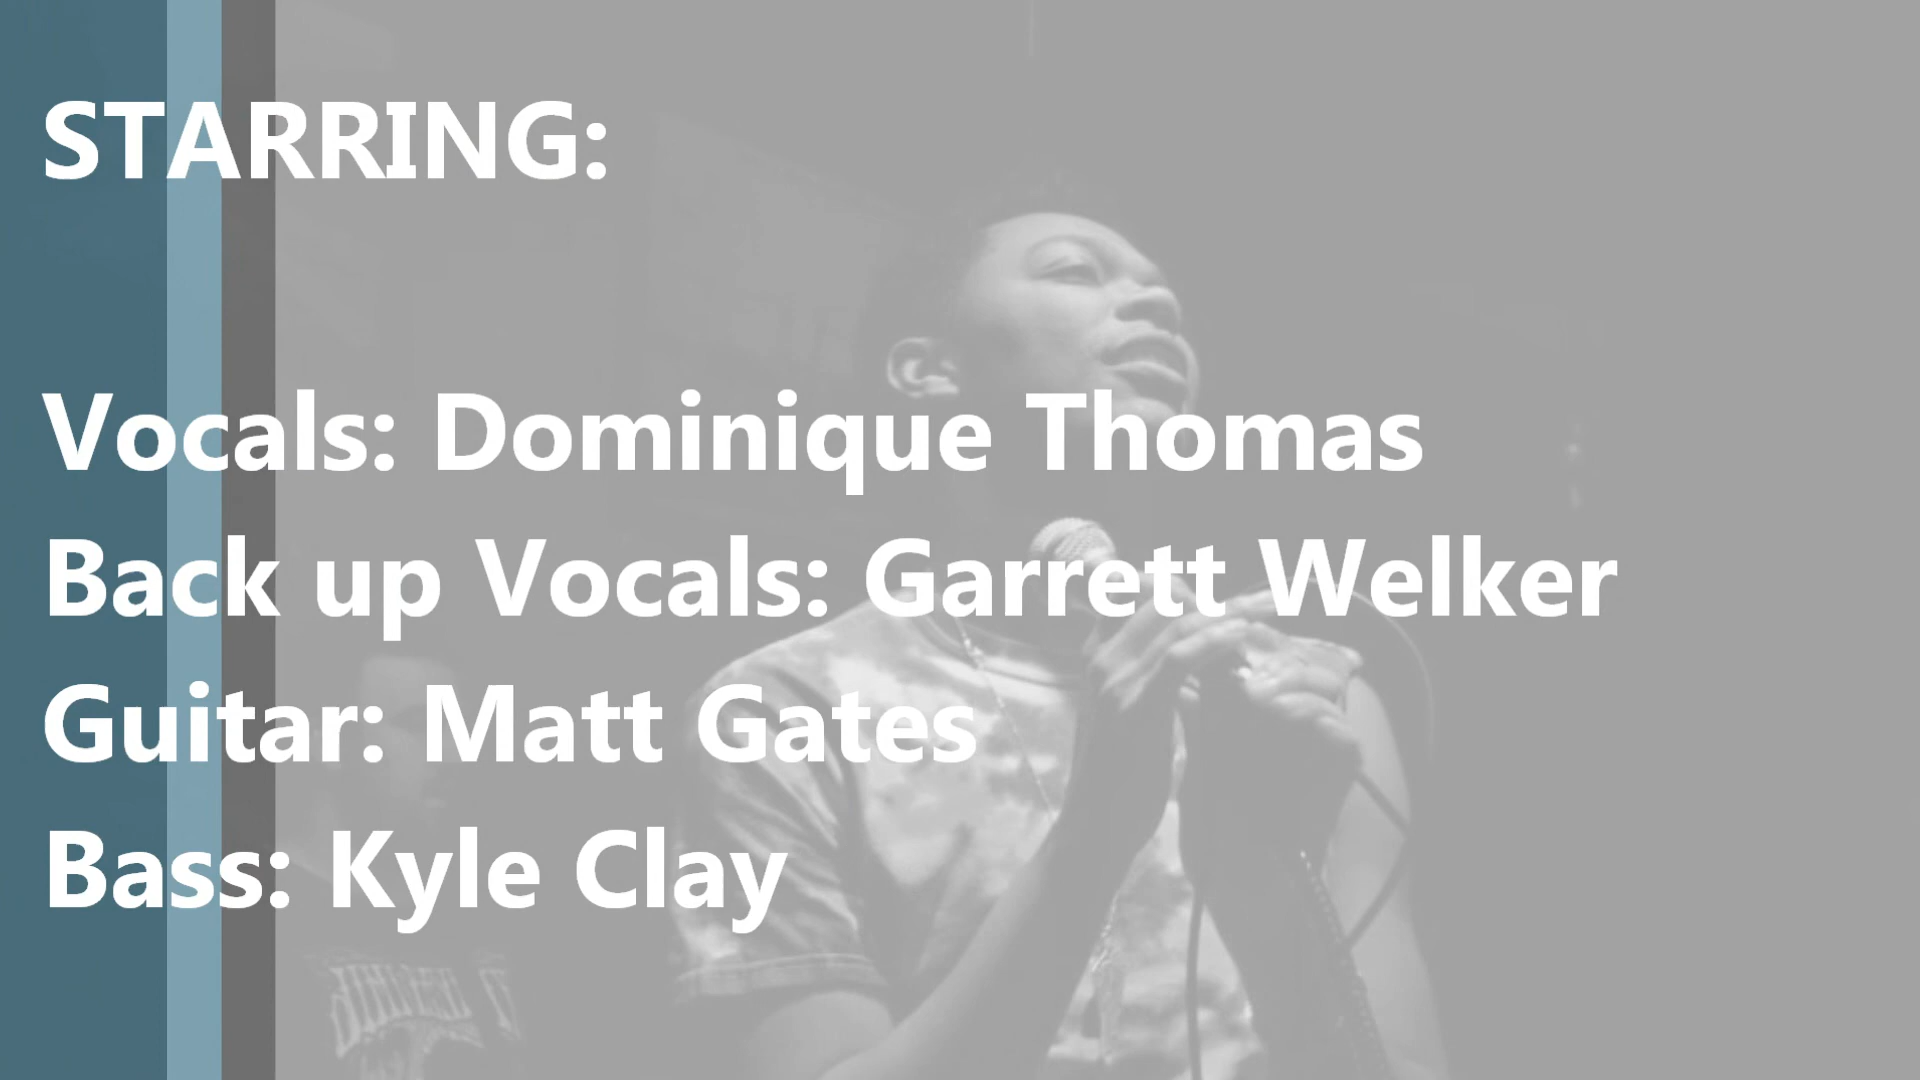 STARRING:
Vocals: Dominique Thomas
Back up Vocals: Garrett Welker
Guitar: Matt Gates
Bass: Kyle Clay